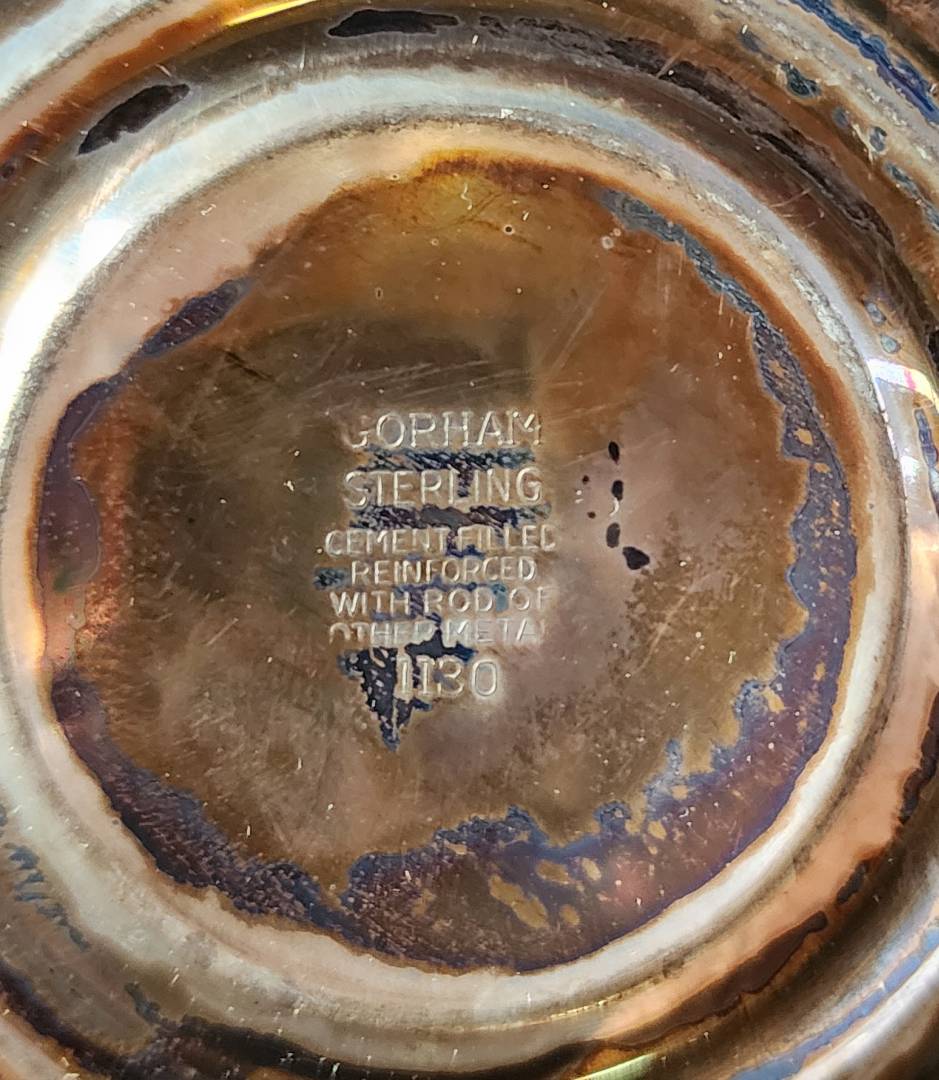 GORHAM
STERLING
CEMENT FILLED
REINFORCED
WITH ROD OF
OTHER METAL
1130